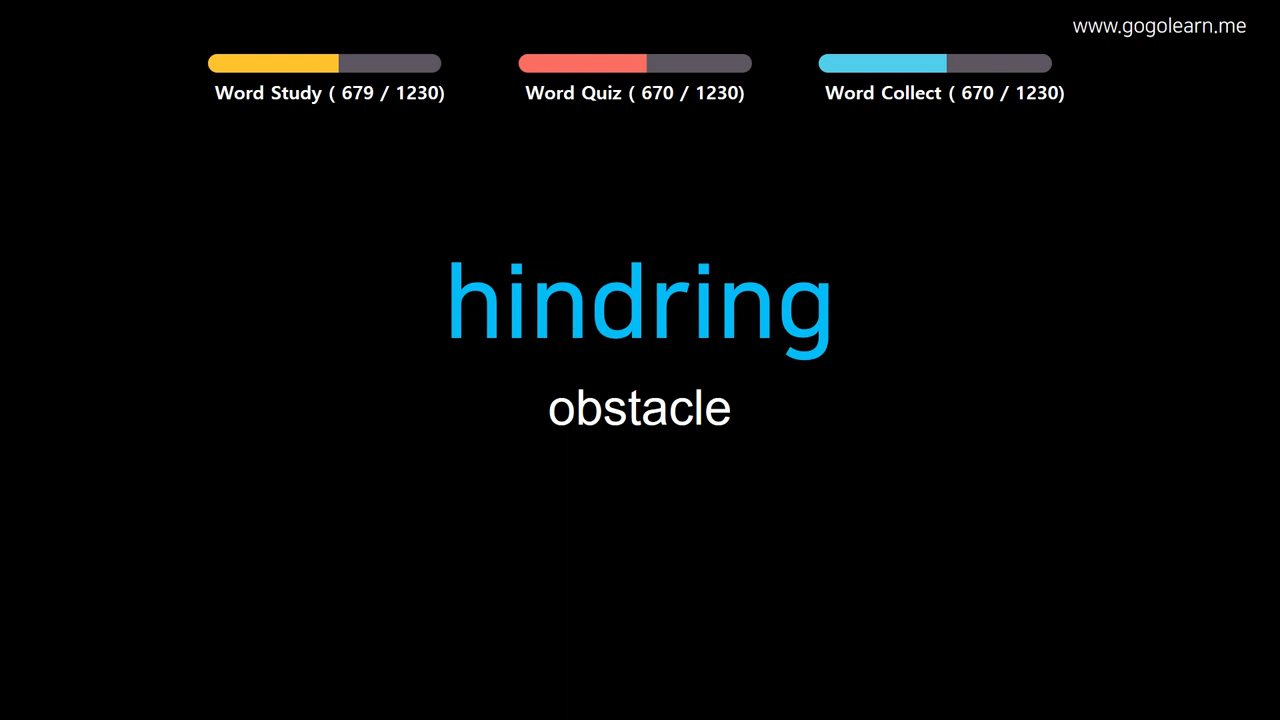 www.gogolearn.me
Word Study ( 679 / 1230)
Word Quiz ( 670 / 1230)
Word Collect ( 670 / 1230)
hindring
obstacle